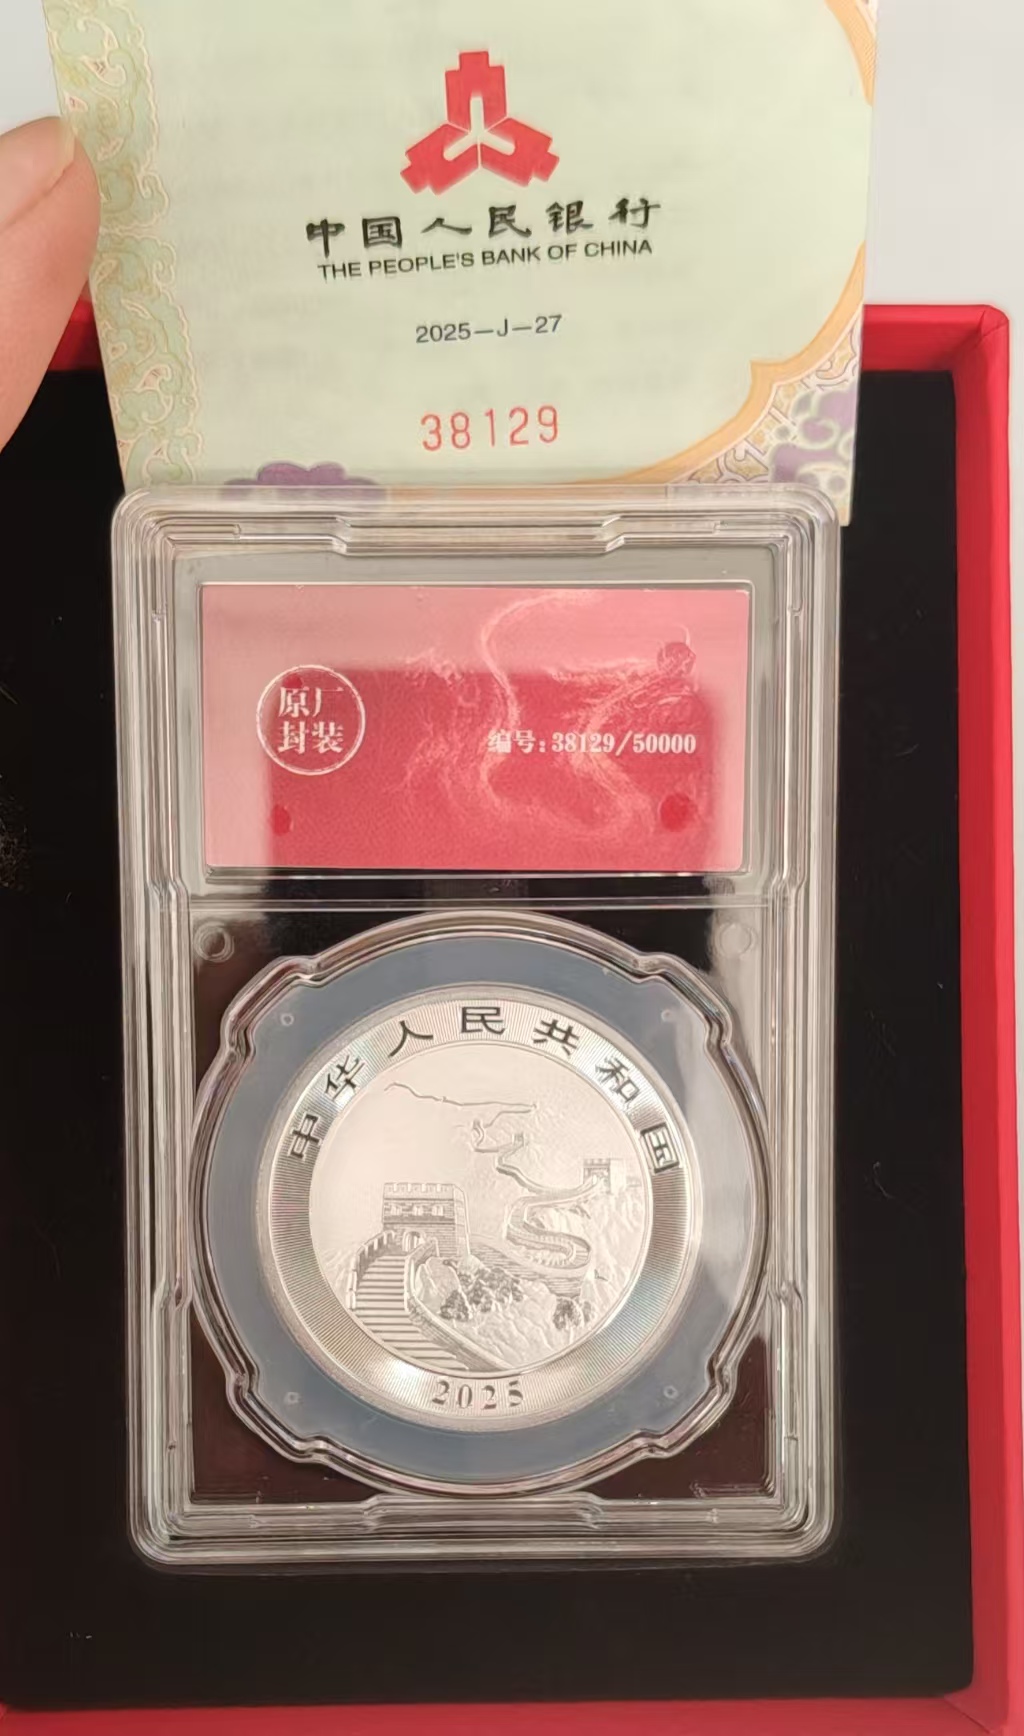 中国人民银行
THE PEOPLE'S BANK OF CHINA
2025—J—27
38129
原厂
封装
编号:38129/50000
中华人民共和国
2025